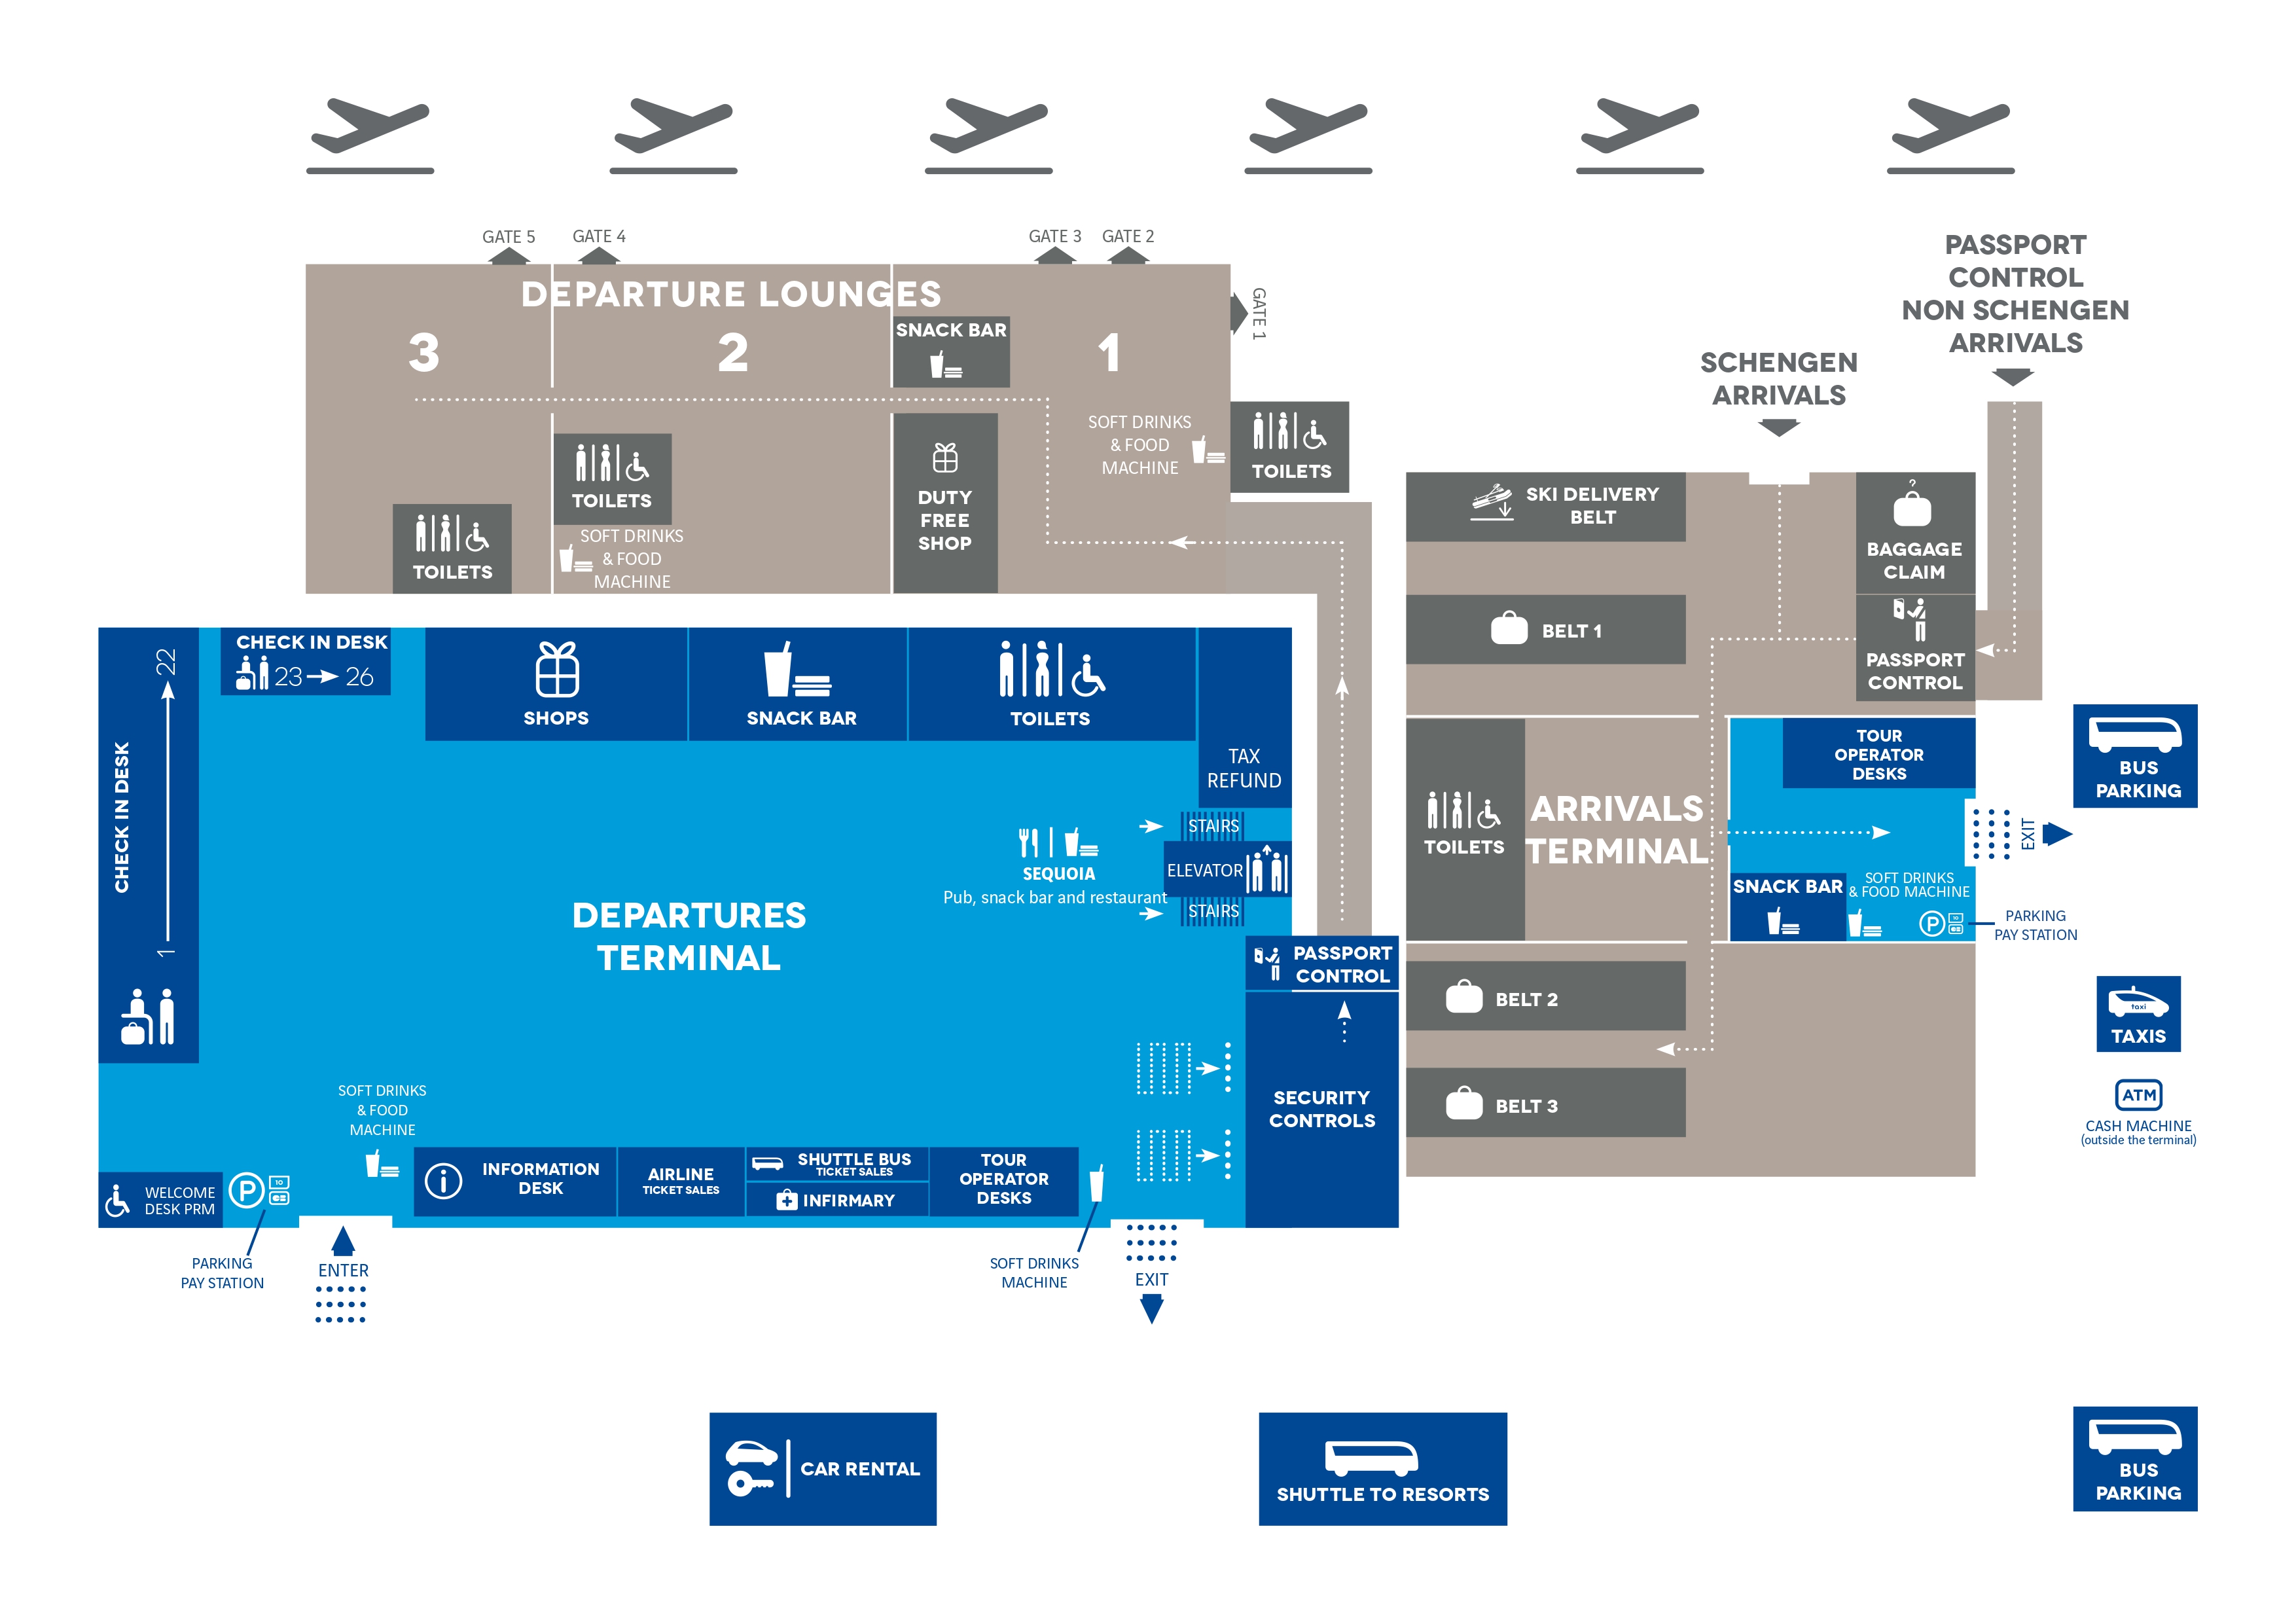 GATE 5
GATE 4
GATE 3
GATE 2
GATE 1
DEPARTURE LOUNGES
3
2
1
SNACK BAR
SOFT DRINKS
& FOOD
MACHINE
TOILETS
TOILETS
SOFT DRINKS
& FOOD
MACHINE
TOILETS
DUTY
FREE
SHOP
PASSPORT
CONTROL
NON SCHENGEN
ARRIVALS
SCHENGEN
ARRIVALS
SKI DELIVERY
BELT
BAGGAGE
CLAIM
BELT 1
PASSPORT
CONTROL
CHECK IN DESK
1
22
CHECK IN DESK
23
26
SHOPS
SNACK BAR
TOILETS
TAX
REFUND
STAIRS
ELEVATOR
STAIRS
SEQUOIA
Pub, snack bar and restaurant
DEPARTURES
TERMINAL
PASSPORT
CONTROL
SECURITY
CONTROLS
SOFT DRINKS
& FOOD
MACHINE
WELCOME
DESK PRM
P
10
INFORMATION
DESK
AIRLINE
TICKET SALES
SHUTTLE BUS
TICKET SALES
INFIRMARY
TOUR
OPERATOR
DESKS
PARKING
PAY STATION
ENTER
SOFT DRINKS
MACHINE
EXIT
TOILETS
ARRIVALS
TERMINAL
TOUR
OPERATOR
DESKS
EXIT
SNACK BAR
SOFT DRINKS
& FOOD MACHINE
P
10
PARKING
PAY STATION
BELT 2
BELT 3
BUS
PARKING
taxi
TAXIS
ATM
CASH MACHINE
(outside the terminal)
CAR RENTAL
SHUTTLE TO RESORTS
BUS
PARKING